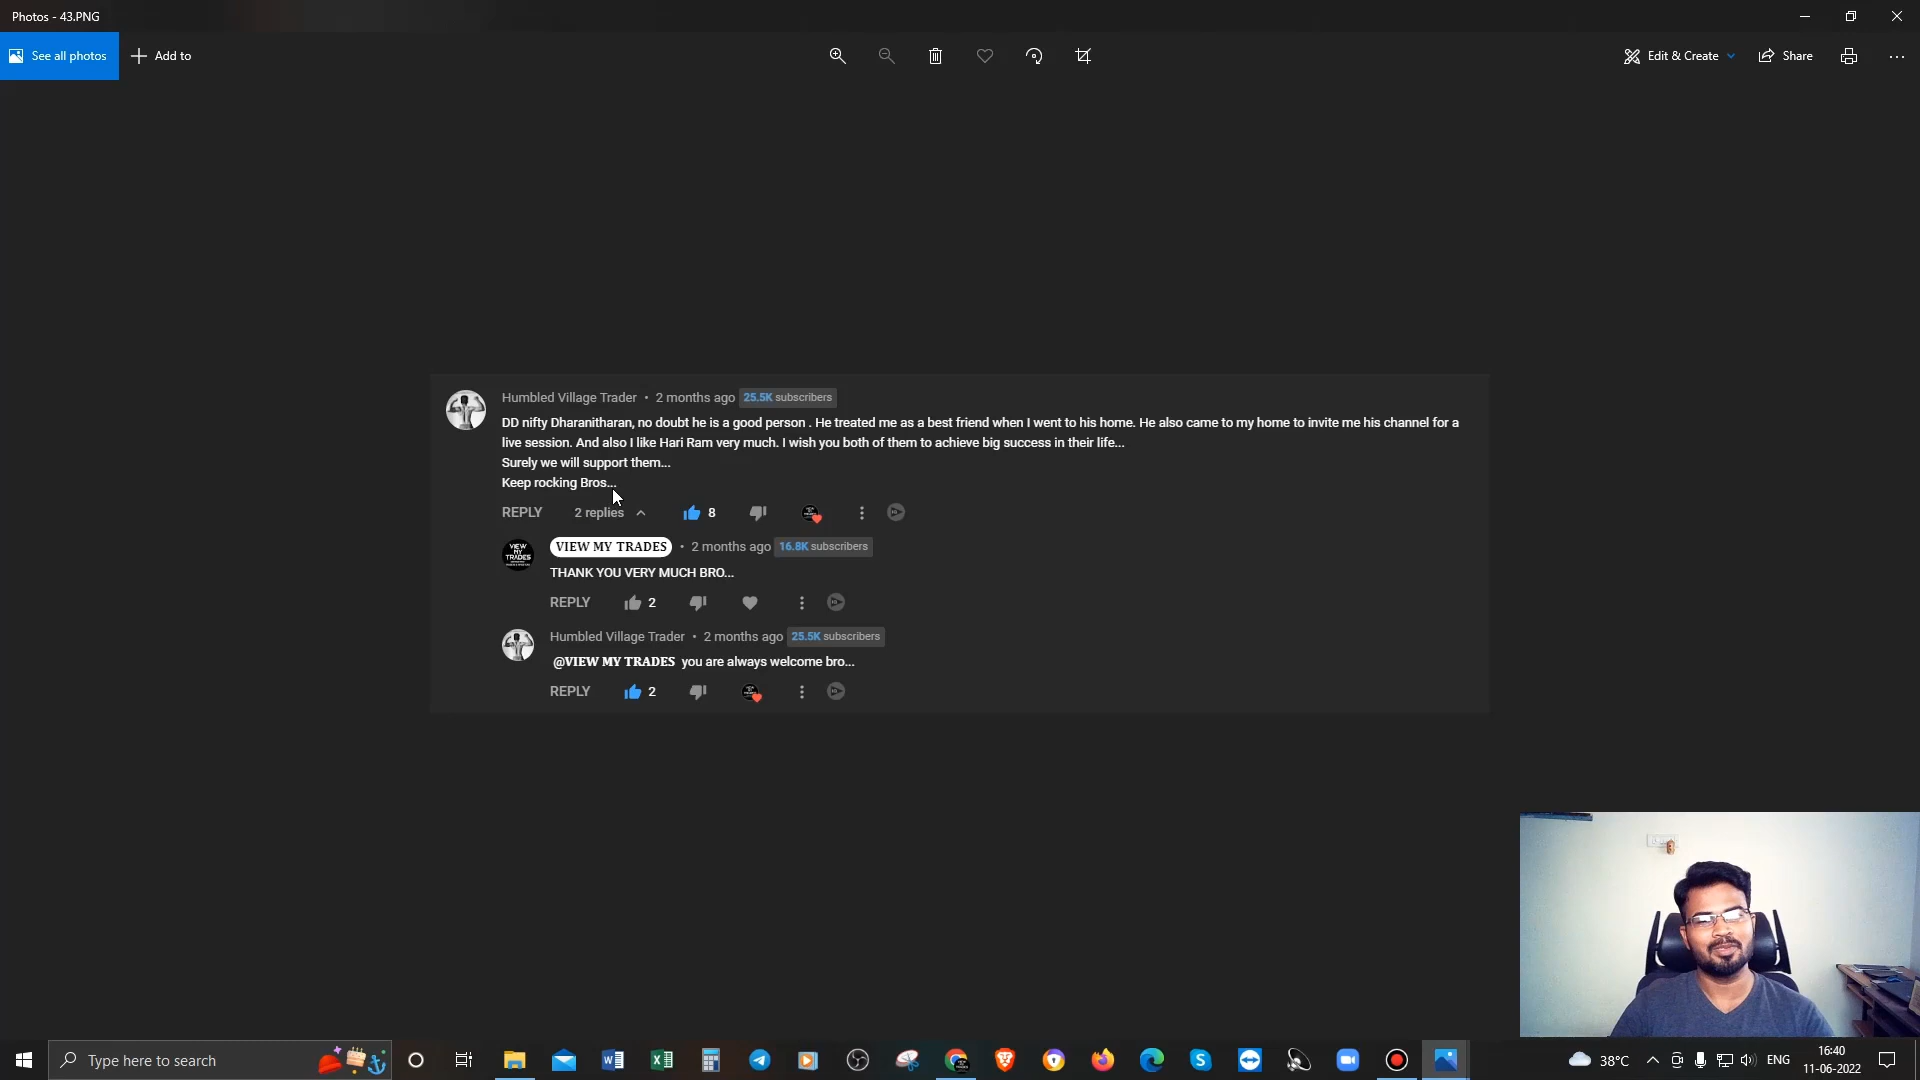 Photos - 43.PNG
See all photos
Add to
Edit & Create
Share
Humbled Village Trader • 2 months ago 25.5K subscribers
DD nifty Dharanitharan, no doubt he is a good person . He treated me as a best friend when I went to his home. He also came to my home to invite me his channel for a
live session. And also I like Hari Ram very much. I wish you both of them to achieve big success in their life...
Surely we will support them...
Keep rocking Bros...
REPLY 2 replies 8
VIEW MY TRADES
VIEW MY TRADES • 2 months ago 16.8K subscribers
THANK YOU VERY MUCH BRO...
REPLY 2
Humbled Village Trader • 2 months ago 25.5K subscribers
@VIEW MY TRADES you are always welcome bro...
REPLY 2
Type here to search
38°C
ENG
16:40
11-06-2022